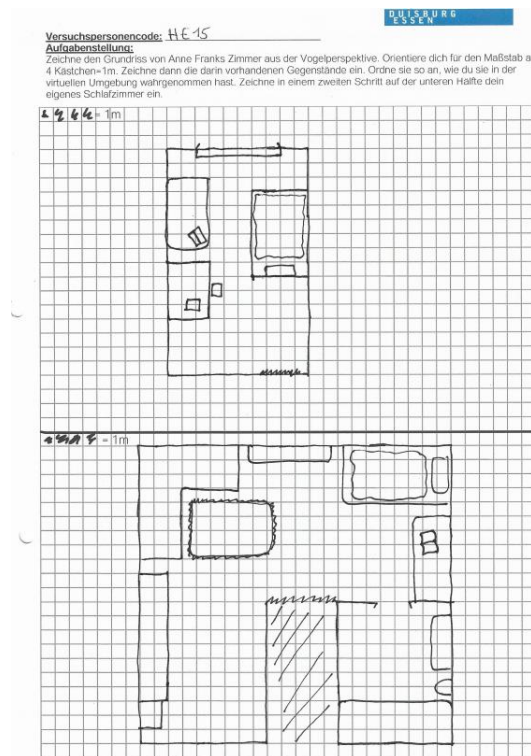 DUISBURG
ESSEN
Versuchspersonencode: HE15
Aufgabenstellung:
Zeichne den Grundriss von Anne Franks Zimmer aus der Vogelperspektive. Orientiere dich für den Maßstab a
4 Kästchen=1m. Zeichne dann die darin vorhandenen Gegenstände ein. Ordne sie so an, wie du sie in der
virtuellen Umgebung wahrgenommen hast. Zeichne in einem zweiten Schritt auf der unteren Hälfte dein
eigenes Schlafzimmer ein.
= 1m
= 1m